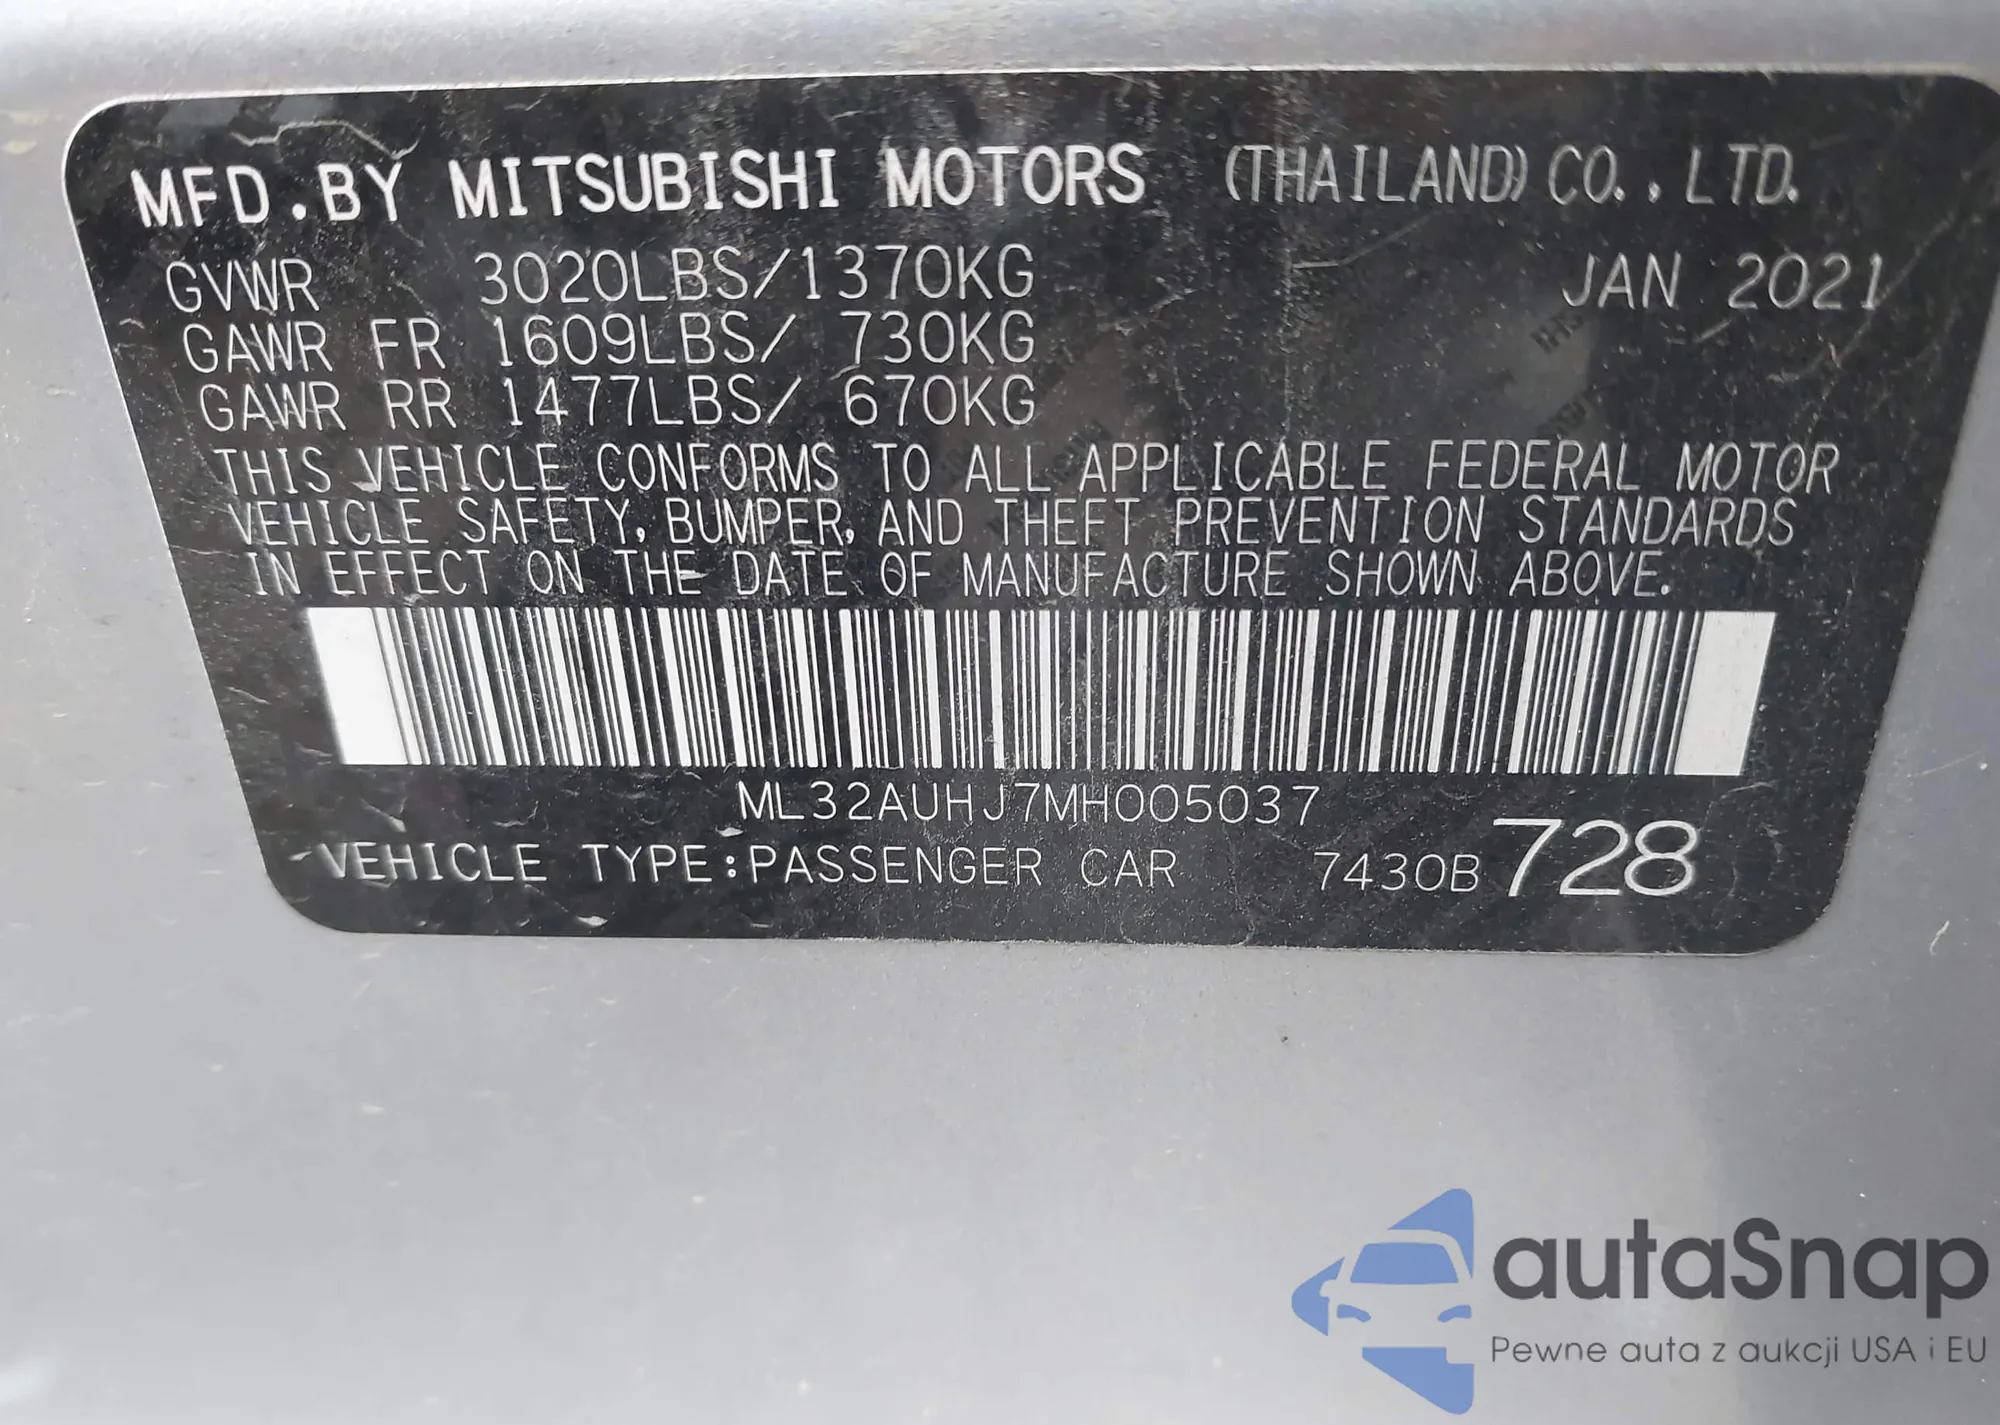 MFD.BY MITSUBISHI MOTORS (THAILAND) CO.,LTD.
GVWR 3020LBS/1370KG JAN 2021
GAWR FR 1609LBS/ 730KG
GAWR RR 1477LBS/ 670KG
THIS VEHICLE CONFORMS TO ALL APPLICABLE FEDERAL MOTOR
VEHICLE SAFETY, BUMPER, AND THEFT PREVENTION STANDARDS
IN EFFECT ON THE DATE OF MANUFACTURE SHOWN ABOVE.
ML32AUHJ7MH005037
VEHICLE TYPE:PASSENGER CAR 7430B 728
autaSnap
Pewne auta z aukcji USA i EU